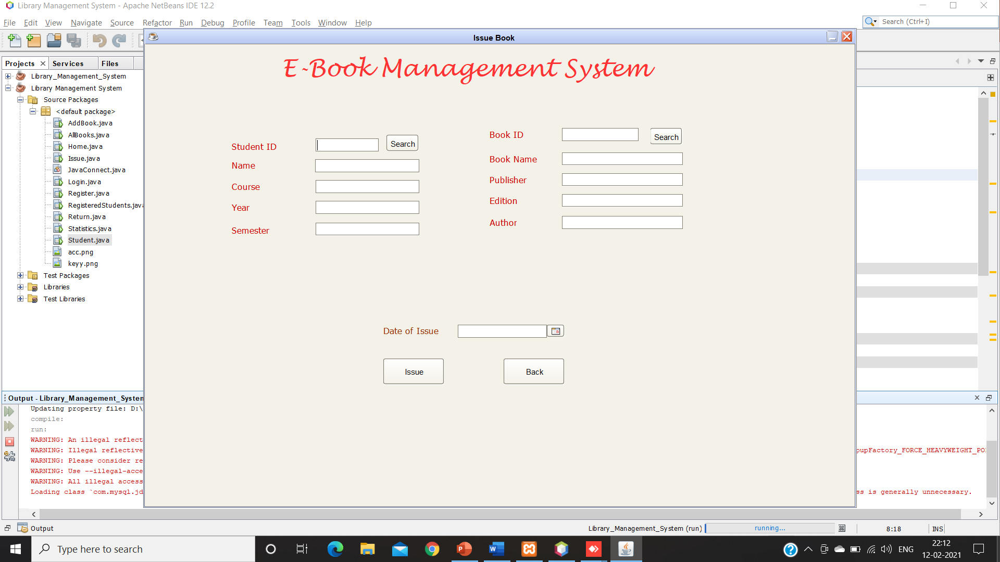 Library Management System - Apache NetBeans IDE 12.2
File Edit View Navigate Source Refactor Run Debug Profile Team Tools Window Help
Search (Ctrl+I)
Issue Book
E-Book Management System
Projects Services Files
Library_Management_System
Library Management System
Source Packages
<default package>
AddBook.java
AllBooks.java
Home.java
Issue.java
JavaConnect.java
Login.java
Register.java
RegisteredStudents.java
Return.java
Statistics.java
Student.java
acc.png
keyy.png
Test Packages
Libraries
Test Libraries
Student ID Search
Name
Course
Year
Semester
Book ID Search
Book Name
Publisher
Edition
Author
Date of Issue
Issue Back
Output - Library_Management_System
Updating property file: D:\
compile:
run:
WARNING: An illegal reflect
WARNING: Illegal reflective upFactory_FORCE_HEAVYWEIGHT_PO
WARNING: Please consider re
WARNING: Use --illegal-acce
WARNING: All illegal access
Loading class `com.mysql.jd ss is generally unnecessary.
Output
Library_Management_System (run) running... 8:18 INS
Type here to search
ENG
22:12
12-02-2021